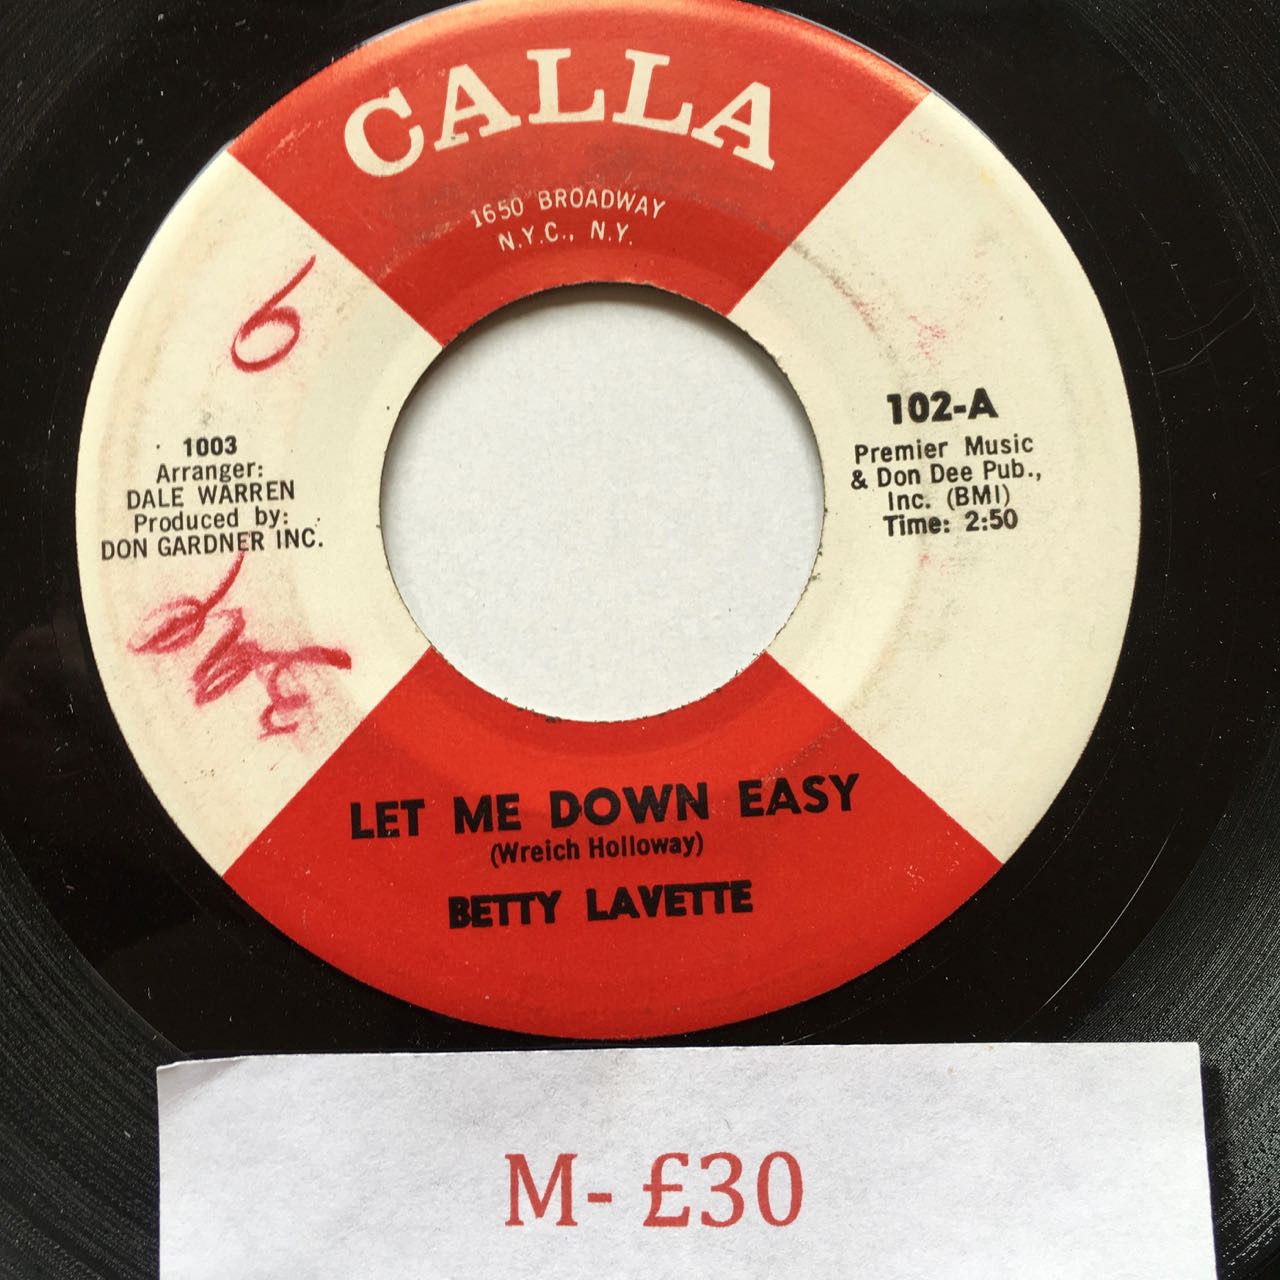 CALLA
1650 BROADWAY
N.Y.C., N.Y.
1003
Arranger:
DALE WARREN
Produced by:
DON GARDNER INC.
102-A
Premier Music
& Don Dee Pub.,
Inc. (BMI)
Time: 2:50
LET ME DOWN EASY
(Wreich Holloway)
BETTY LAVETTE
M- £30